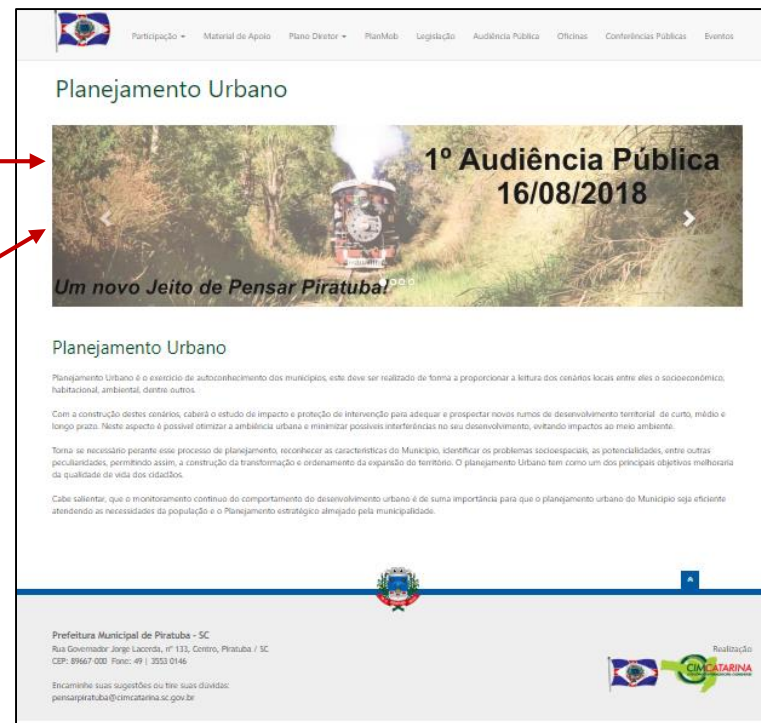 Participação Material de Apoio Plano Diretor PlanMob Legislação Audiência Pública Oficinas Conferências Públicas Eventos
Planejamento Urbano
1º Audiência Pública
16/08/2018
Um novo Jeito de Pensar Piratuba!
Planejamento Urbano
Planejamento Urbano é o exercício de autoconhecimento dos municípios, este deve ser realizado de forma a proporcionar a leitura dos cenários locais entre eles o socioeconômico,
habitacional, ambiental, dentre outros.
Com a construção destes cenários, caberá o estudo de impacto e proteção de intervenção para adequar e prospectar novos rumos de desenvolvimento territorial de curto, médio e
longo prazo. Neste aspecto é possível otimizar a ambiência urbana e minimizar possíveis interferências no seu desenvolvimento, evitando impactos ao meio ambiente.
Torna se necessário perante esse processo de planejamento, reconhecer as características do Município, identificar os problemas socioespaciais, as potencialidades, entre outras
peculiaridades, permitindo assim, a construção da transformação e ordenamento da expansão do território. O planejamento Urbano tem como um dos principais objetivos melhoraria
da qualidade de vida dos cidadãos.
Cabe salientar, que o monitoramento contínuo do comportamento do desenvolvimento urbano é de suma importância para que o planejamento urbano do Município seja eficiente
atendendo as necessidades da população e o Planejamento estratégico almejado pela municipalidade.
Prefeitura Municipal de Piratuba - SC
Rua Governador Jorge Lacerda, nº 133, Centro, Piratuba / SC
CEP: 89667-000 Fone: 49 | 3553 0146
Realização
CIMCATARINA
Encaminhe suas sugestões ou tire suas dúvidas:
pensarpiratuba@cimcatarina.sc.gov.br